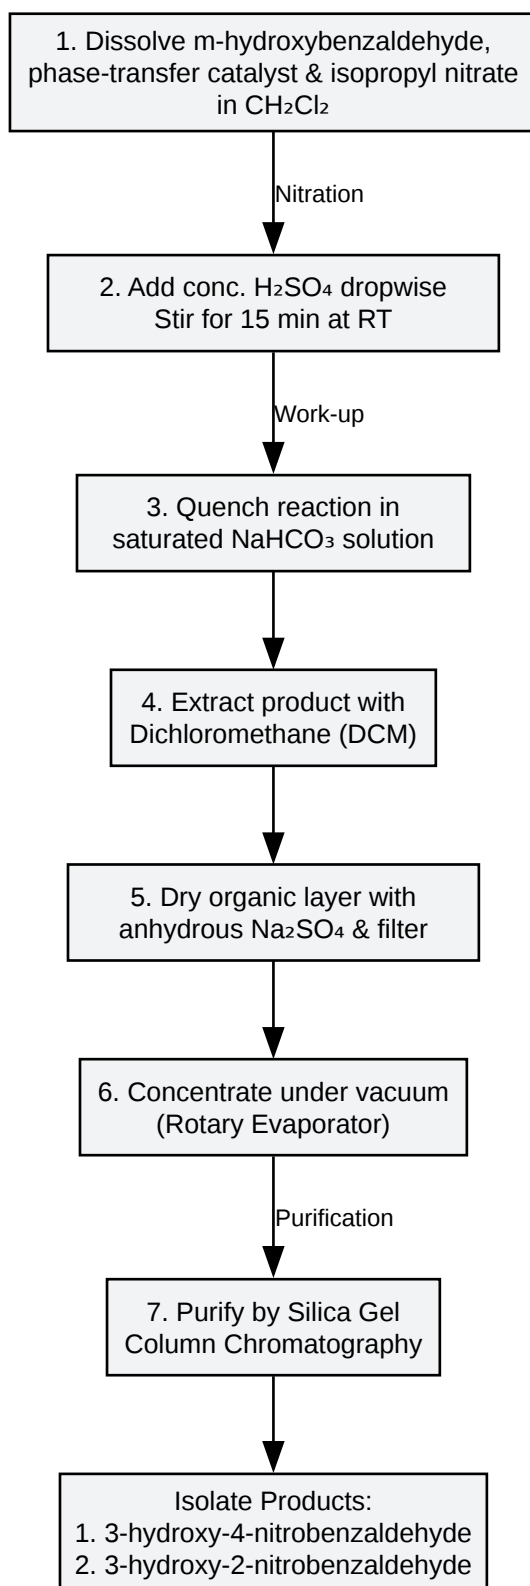 1. Dissolve m-hydroxybenzaldehyde,
phase-transfer catalyst & isopropyl nitrate
in CH₂Cl₂
Nitration
2. Add conc. H₂SO₄ dropwise
Stir for 15 min at RT
Work-up
3. Quench reaction in
saturated NaHCO₃ solution
4. Extract product with
Dichloromethane (DCM)
5. Dry organic layer with
anhydrous Na₂SO₄ & filter
6. Concentrate under vacuum
(Rotary Evaporator)
Purification
7. Purify by Silica Gel
Column Chromatography
Isolate Products:
1. 3-hydroxy-4-nitrobenzaldehyde
2. 3-hydroxy-2-nitrobenzaldehyde